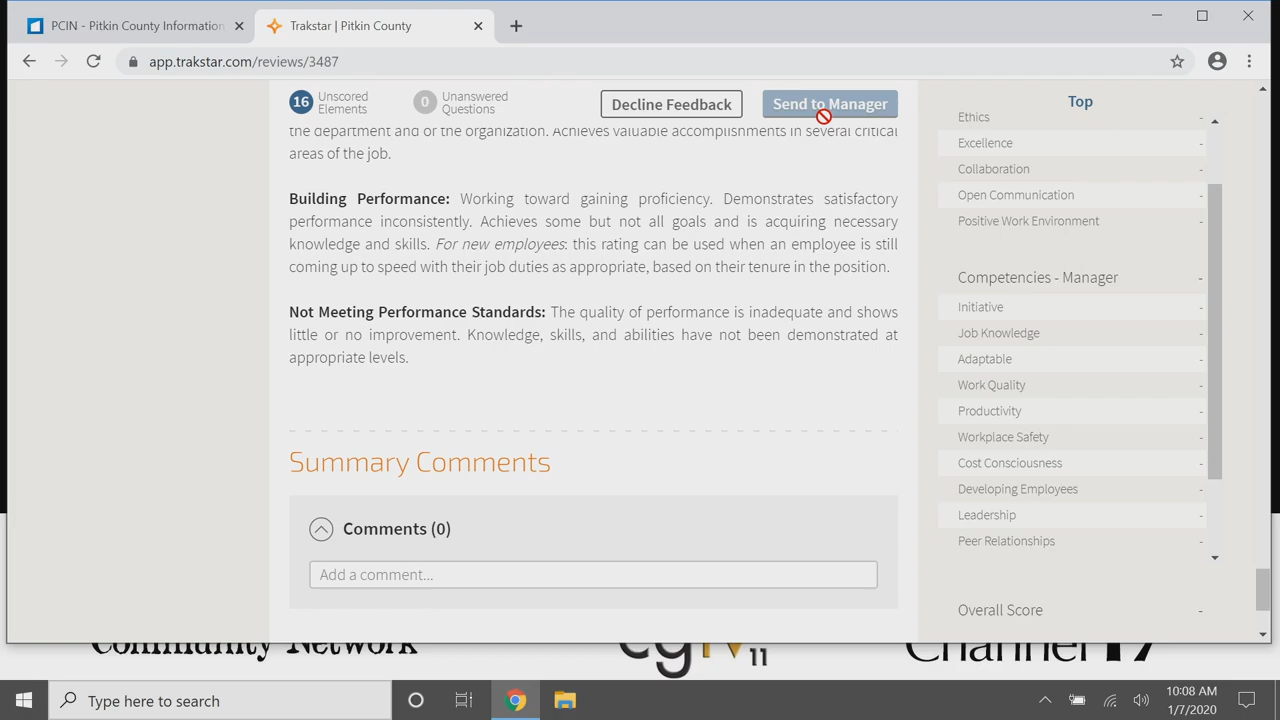 PCIN - Pitkin County Information
Trakstar | Pitkin County
app.trakstar.com/reviews/3487
16 Unscored Elements
0 Unanswered Questions
Decline Feedback
Send to Manager
the department and or the organization. Achieves valuable accomplishments in several critical
areas of the job.
Building Performance: Working toward gaining proficiency. Demonstrates satisfactory
performance inconsistently. Achieves some but not all goals and is acquiring necessary
knowledge and skills. For new employees: this rating can be used when an employee is still
coming up to speed with their job duties as appropriate, based on their tenure in the position.
Not Meeting Performance Standards: The quality of performance is inadequate and shows
little or no improvement. Knowledge, skills, and abilities have not been demonstrated at
appropriate levels.
Summary Comments
Comments (0)
Add a comment...
Top
Ethics -
Excellence -
Collaboration -
Open Communication -
Positive Work Environment -
Competencies - Manager -
Initiative -
Job Knowledge -
Adaptable -
Work Quality -
Productivity -
Workplace Safety -
Cost Consciousness -
Developing Employees -
Leadership -
Peer Relationships -
Overall Score -
Community Network
cgtv 11
Channel 17
Type here to search
10:08 AM
1/7/2020